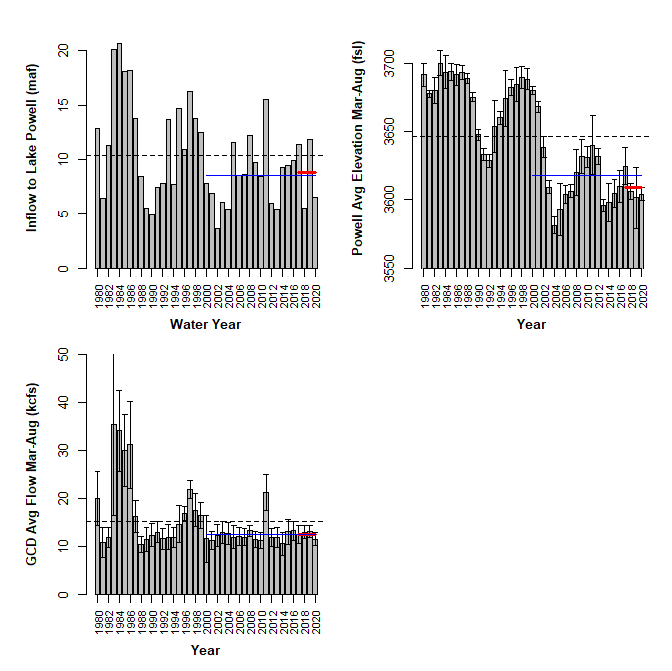 Inflow to Lake Powell (maf)
0 5 10 15 20
1980 1982 1984 1986 1988 1990 1992 1994 1996 1998 2000 2002 2004 2006 2008 2010 2012 2014 2016 2018 2020
Water Year
Powell Avg Elevation Mar-Aug (fsl)
3550 3600 3650 3700
1980 1982 1984 1986 1988 1990 1992 1994 1996 1998 2000 2002 2004 2006 2008 2010 2012 2014 2016 2018 2020
Year
GCD Avg Flow Mar-Aug (kcfs)
0 10 20 30 40 50
1980 1982 1984 1986 1988 1990 1992 1994 1996 1998 2000 2002 2004 2006 2008 2010 2012 2014 2016 2018 2020
Year